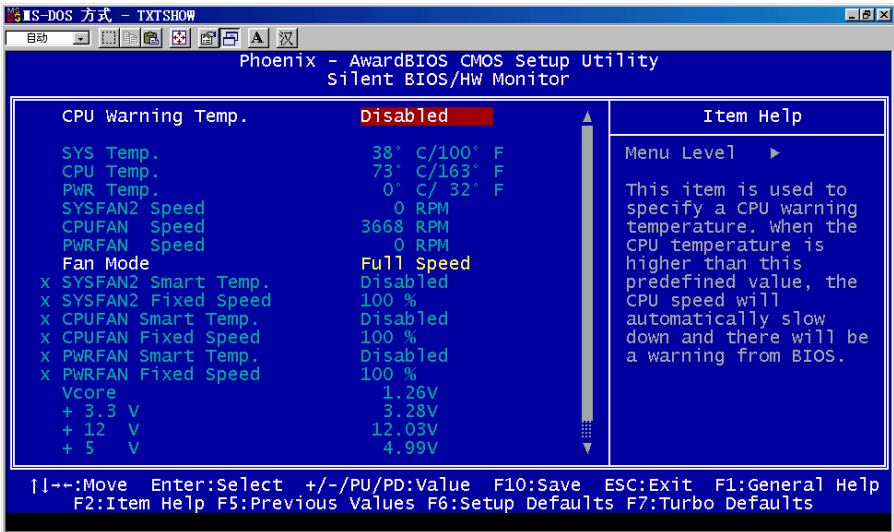 MS-DOS 方式 - TXTSHOW
自动
A 汉
Phoenix - AwardBIOS CMOS Setup Utility
Silent BIOS/HW Monitor
CPU Warning Temp. Disabled
SYS Temp. 38° C/100° F
CPU Temp. 73° C/163° F
PWR Temp. 0° C/ 32° F
SYSFAN2 Speed 0 RPM
CPUFAN Speed 3668 RPM
PWRFAN Speed 0 RPM
Fan Mode Full Speed
x SYSFAN2 Smart Temp. Disabled
x SYSFAN2 Fixed Speed 100 %
x CPUFAN Smart Temp. Disabled
x CPUFAN Fixed Speed 100 %
x PWRFAN Smart Temp. Disabled
x PWRFAN Fixed Speed 100 %
Vcore 1.26V
+ 3.3 V 3.28V
+ 12 V 12.03V
+ 5 V 4.99V
Item Help
Menu Level ►
This item is used to
specify a CPU warning
temperature. When the
CPU temperature is
higher than this
predefined value, the
CPU speed will
automatically slow
down and there will be
a warning from BIOS.
↑↓→←:Move Enter:Select +/-/PU/PD:Value F10:Save ESC:Exit F1:General Help
F2:Item Help F5:Previous Values F6:Setup Defaults F7:Turbo Defaults